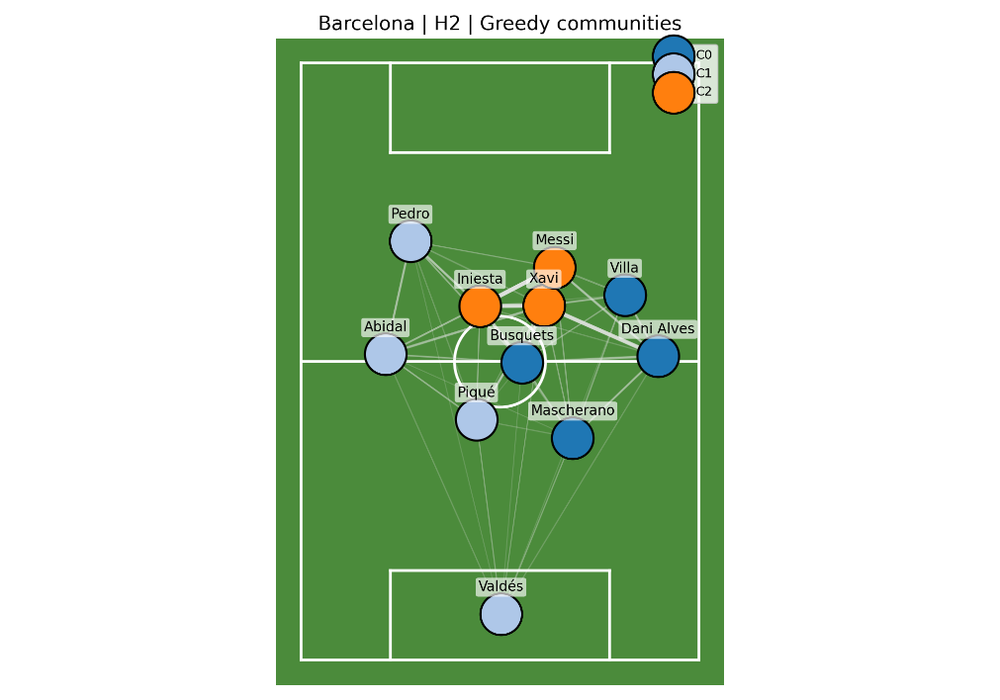 Barcelona | H2 | Greedy communities
C0
C1
C2
Pedro
Messi
Villa
Iniesta
Xavi
Abidal
Busquets
Dani Alves
Piqué
Mascherano
Valdés